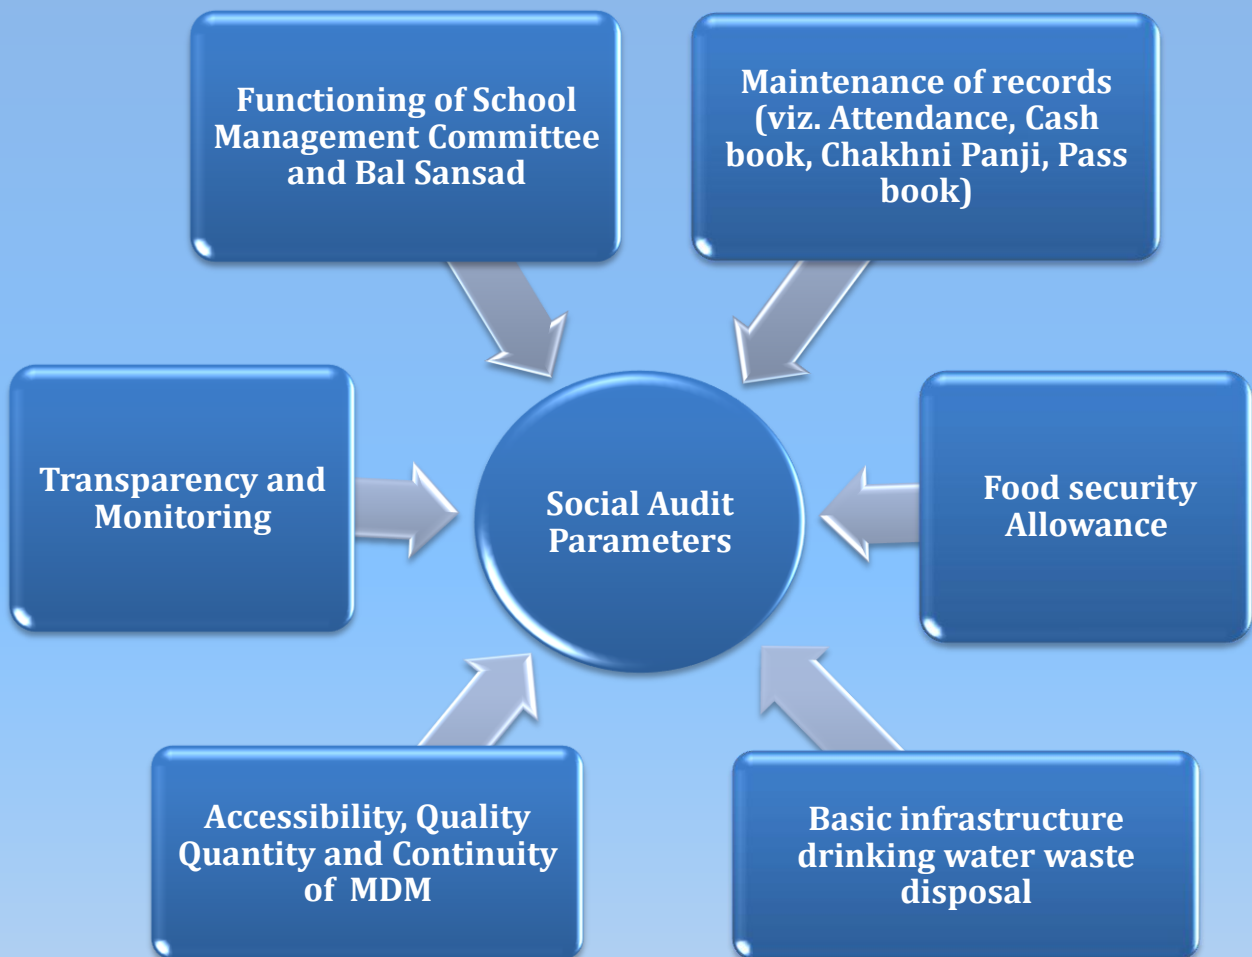 Functioning of School
Management Committee
and Bal Sansad
Maintenance of records
(viz. Attendance, Cash
book, Chakhni Panji, Pass
book)
Transparency and
Monitoring
Social Audit
Parameters
Food security
Allowance
Accessibility, Quality
Quantity and Continuity
of MDM
Basic infrastructure
drinking water waste
disposal